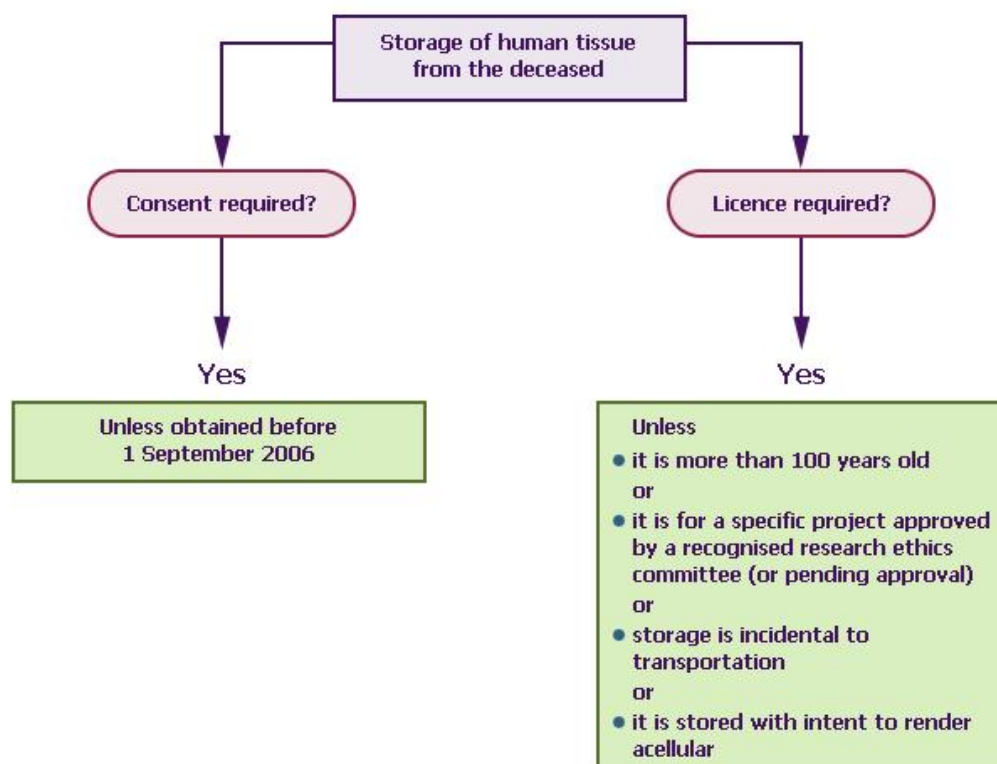 Storage of human tissue
from the deceased
Consent required?
Licence required?
Yes
Yes
Unless obtained before
1 September 2006
Unless
• it is more than 100 years old
or
• it is for a specific project approved
by a recognised research ethics
committee (or pending approval)
or
• storage is incidental to
transportation
or
• it is stored with intent to render
acellular